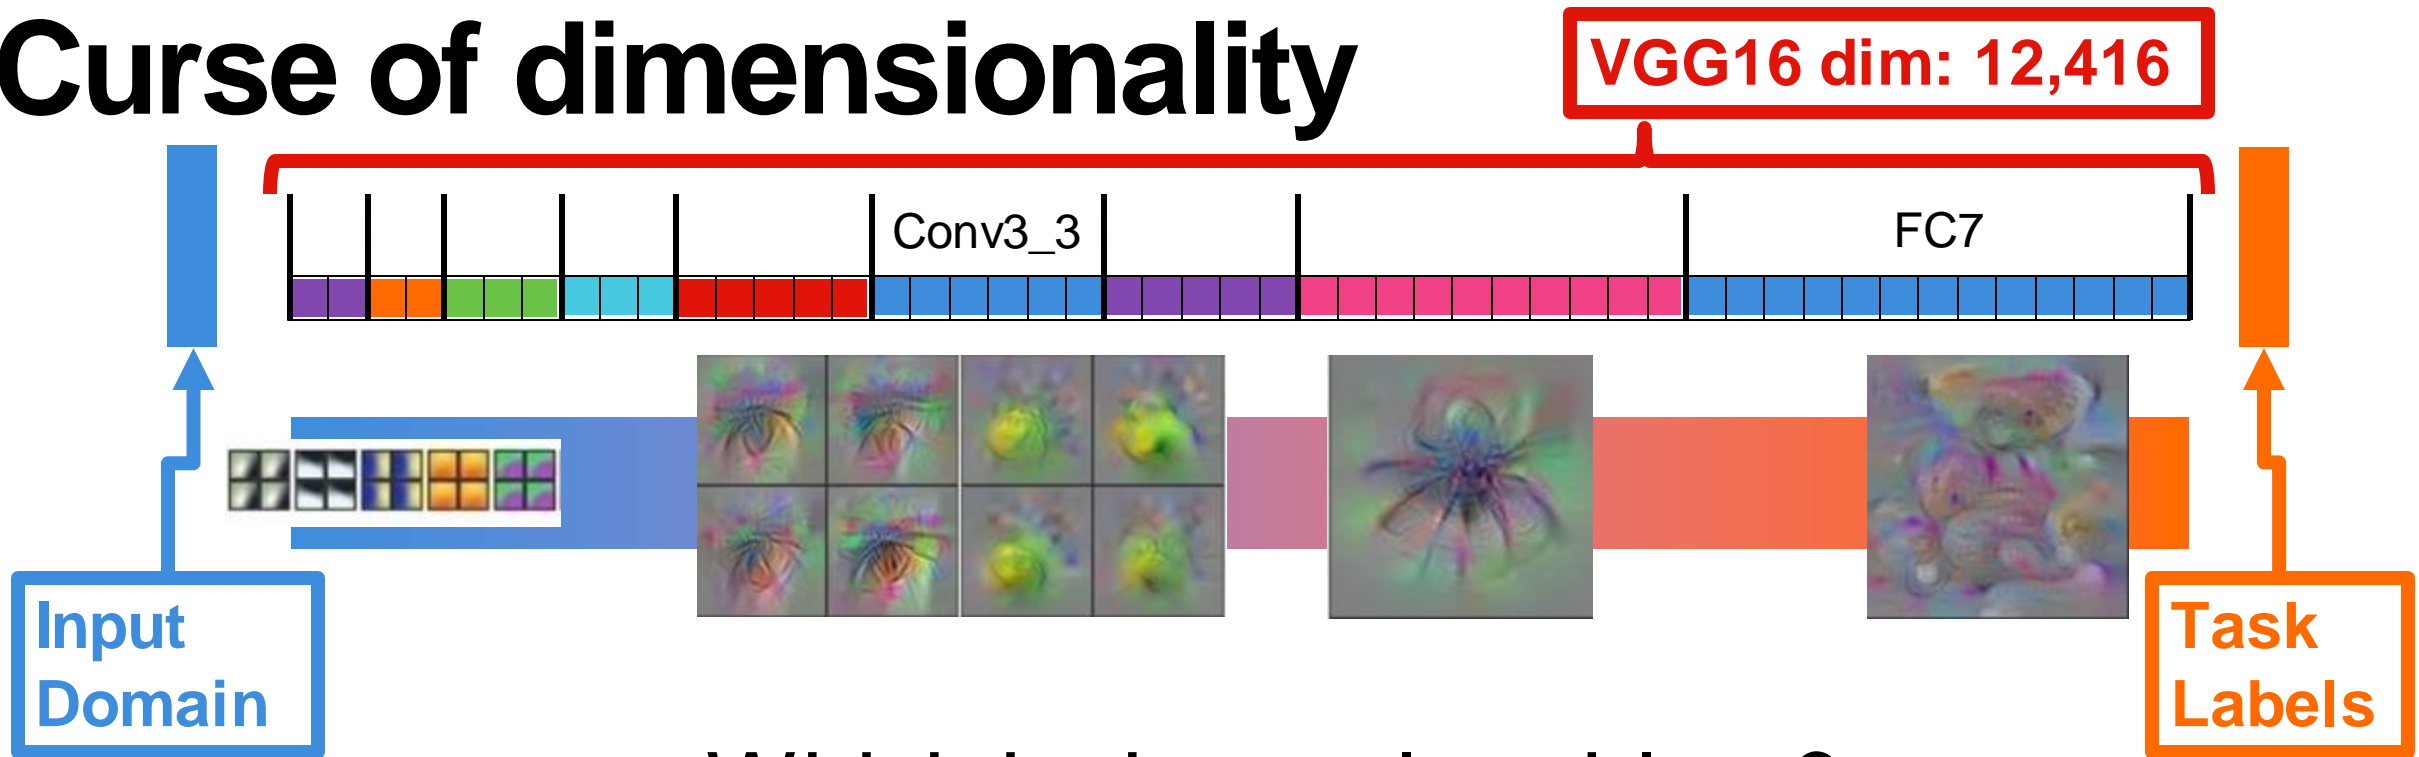 Curse of dimensionality
VGG16 dim: 12,416
Conv3_3
FC7
Input
Domain
Task
Labels